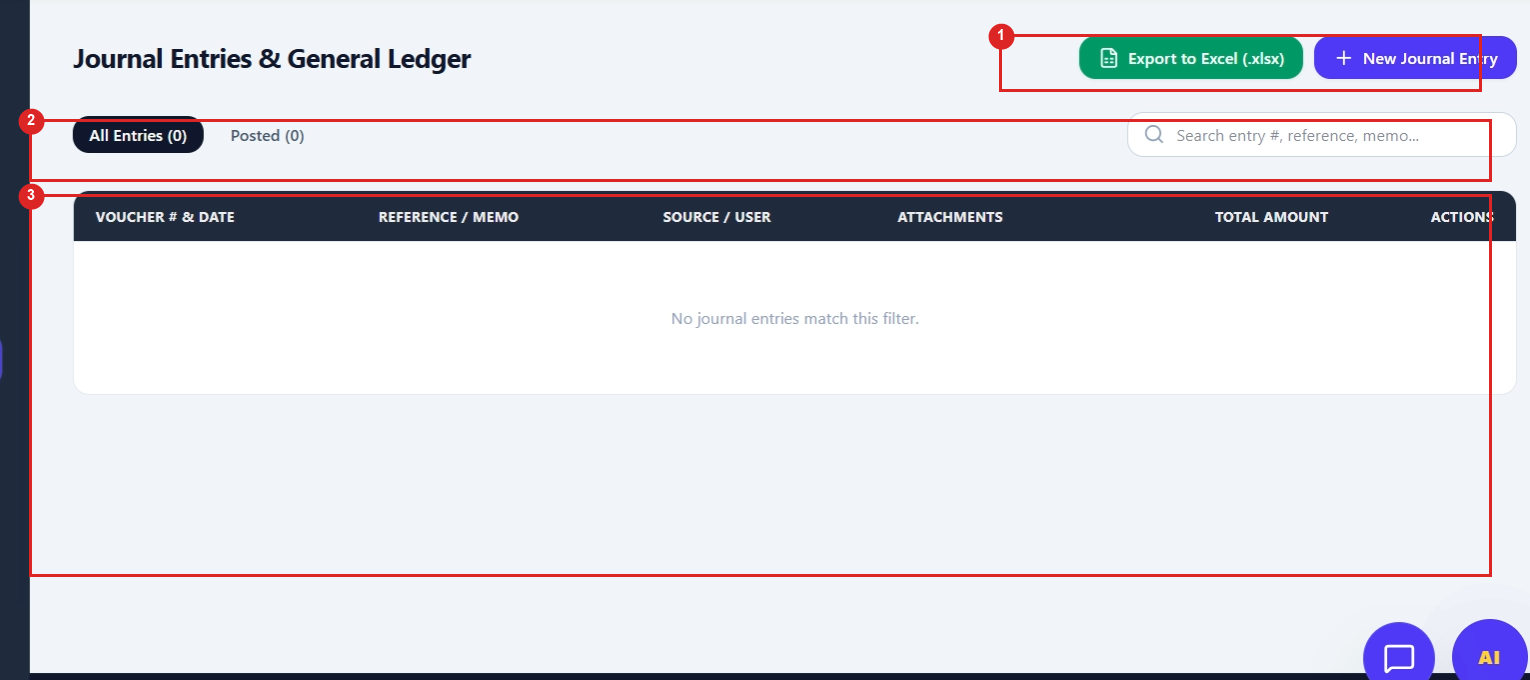 1
Journal Entries & General Ledger
Export to Excel (.xlsx)
New Journal Entry
2
All Entries (0)
Posted (0)
Search entry #, reference, memo...
3
VOUCHER # & DATE
REFERENCE / MEMO
SOURCE / USER
ATTACHMENTS
TOTAL AMOUNT
ACTIONS
No journal entries match this filter.
AI